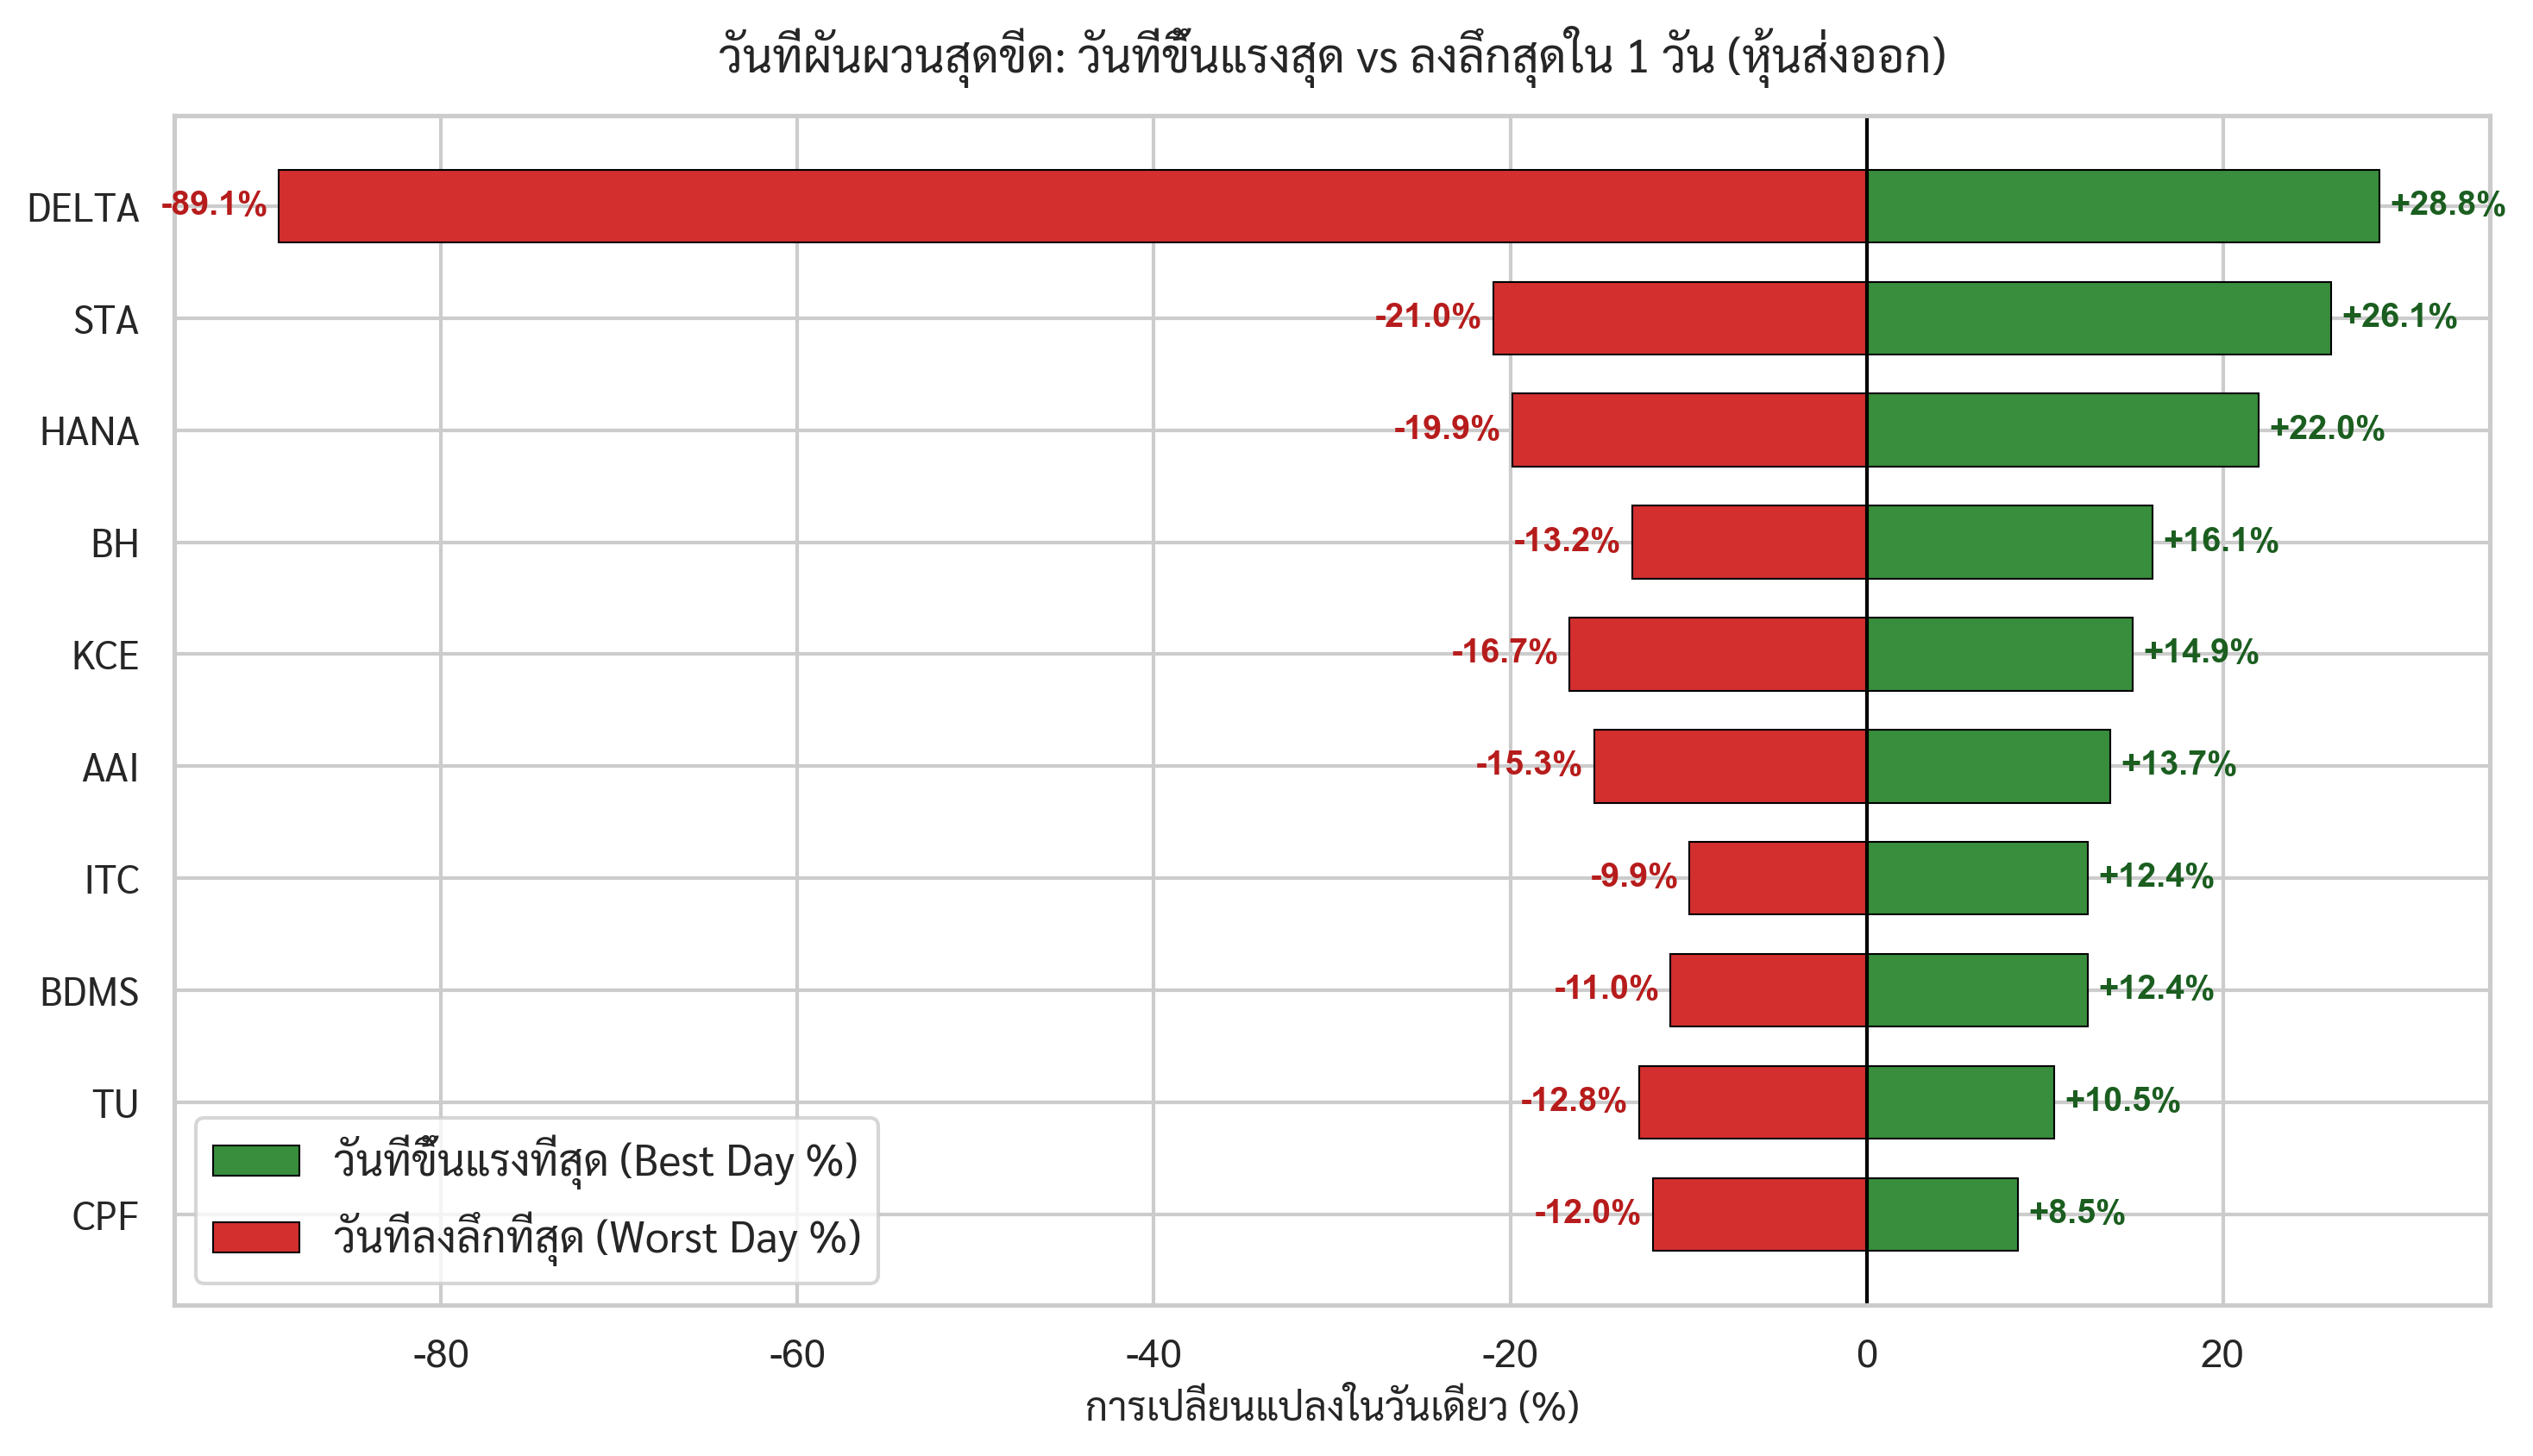 วันที่ผันผวนสุดขีด: วันที่ขึ้นแรงสุด vs ลงลึกสุดใน 1 วัน (หุ้นส่งออก)
DELTA -89.1% +28.8%
STA -21.0% +26.1%
HANA -19.9% +22.0%
BH -13.2% +16.1%
KCE -16.7% +14.9%
AAI -15.3% +13.7%
ITC -9.9% +12.4%
BDMS -11.0% +12.4%
TU -12.8% +10.5%
CPF -12.0% +8.5%
วันที่ขึ้นแรงที่สุด (Best Day %)
วันที่ลงลึกที่สุด (Worst Day %)
-80 -60 -40 -20 0 20
การเปลี่ยนแปลงในวันเดียว (%)